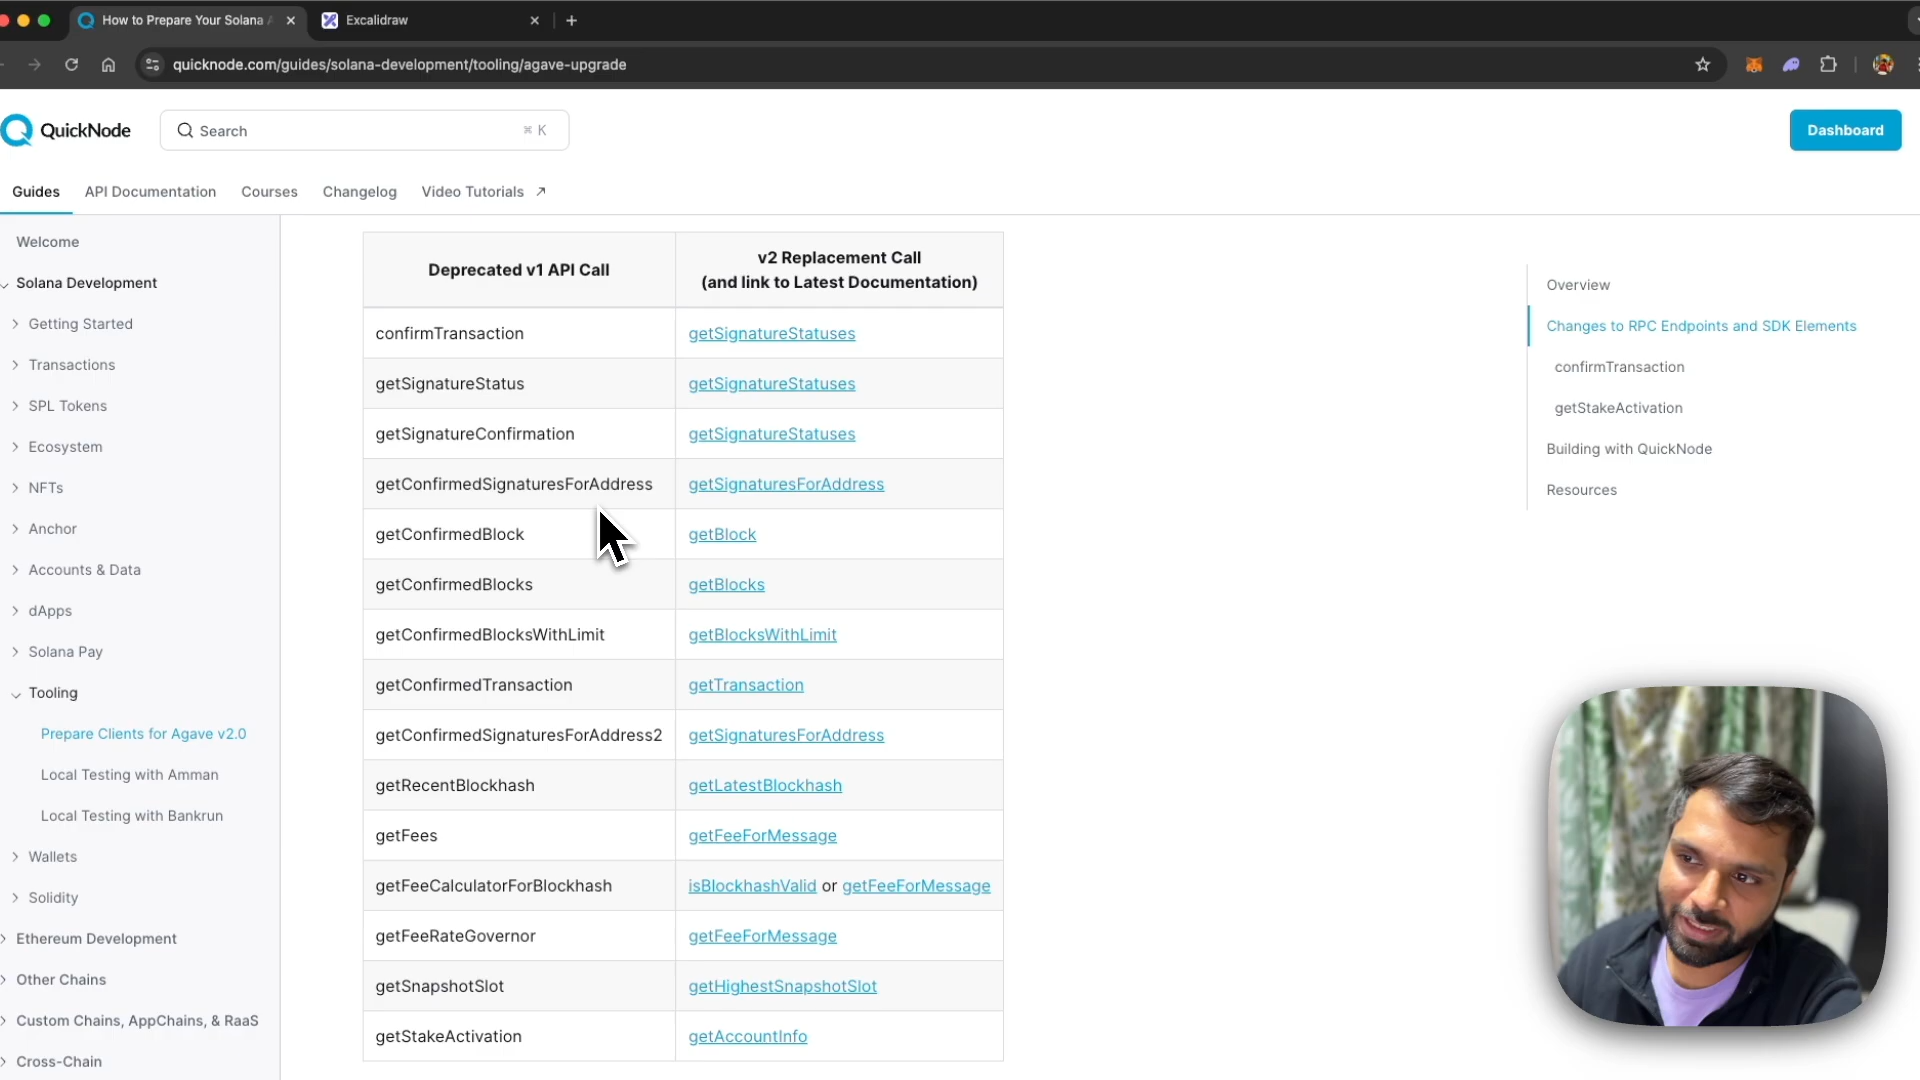 How to Prepare Your Solana A
Excalidraw
quicknode.com/guides/solana-development/tooling/agave-upgrade
QuickNode
Search
⌘ K
Dashboard
Guides
API Documentation
Courses
Changelog
Video Tutorials
Welcome
Solana Development
Getting Started
Transactions
SPL Tokens
Ecosystem
NFTs
Anchor
Accounts & Data
dApps
Solana Pay
Tooling
Prepare Clients for Agave v2.0
Local Testing with Amman
Local Testing with Bankrun
Wallets
Solidity
Ethereum Development
Other Chains
Custom Chains, AppChains, & RaaS
Cross-Chain
Deprecated v1 API Call
v2 Replacement Call
(and link to Latest Documentation)
confirmTransaction getSignatureStatuses
getSignatureStatus getSignatureStatuses
getSignatureConfirmation getSignatureStatuses
getConfirmedSignaturesForAddress getSignaturesForAddress
getConfirmedBlock getBlock
getConfirmedBlocks getBlocks
getConfirmedBlocksWithLimit getBlocksWithLimit
getConfirmedTransaction getTransaction
getConfirmedSignaturesForAddress2 getSignaturesForAddress
getRecentBlockhash getLatestBlockhash
getFees getFeeForMessage
getFeeCalculatorForBlockhash isBlockhashValid or getFeeForMessage
getFeeRateGovernor getFeeForMessage
getSnapshotSlot getHighestSnapshotSlot
getStakeActivation getAccountInfo
Overview
Changes to RPC Endpoints and SDK Elements
confirmTransaction
getStakeActivation
Building with QuickNode
Resources